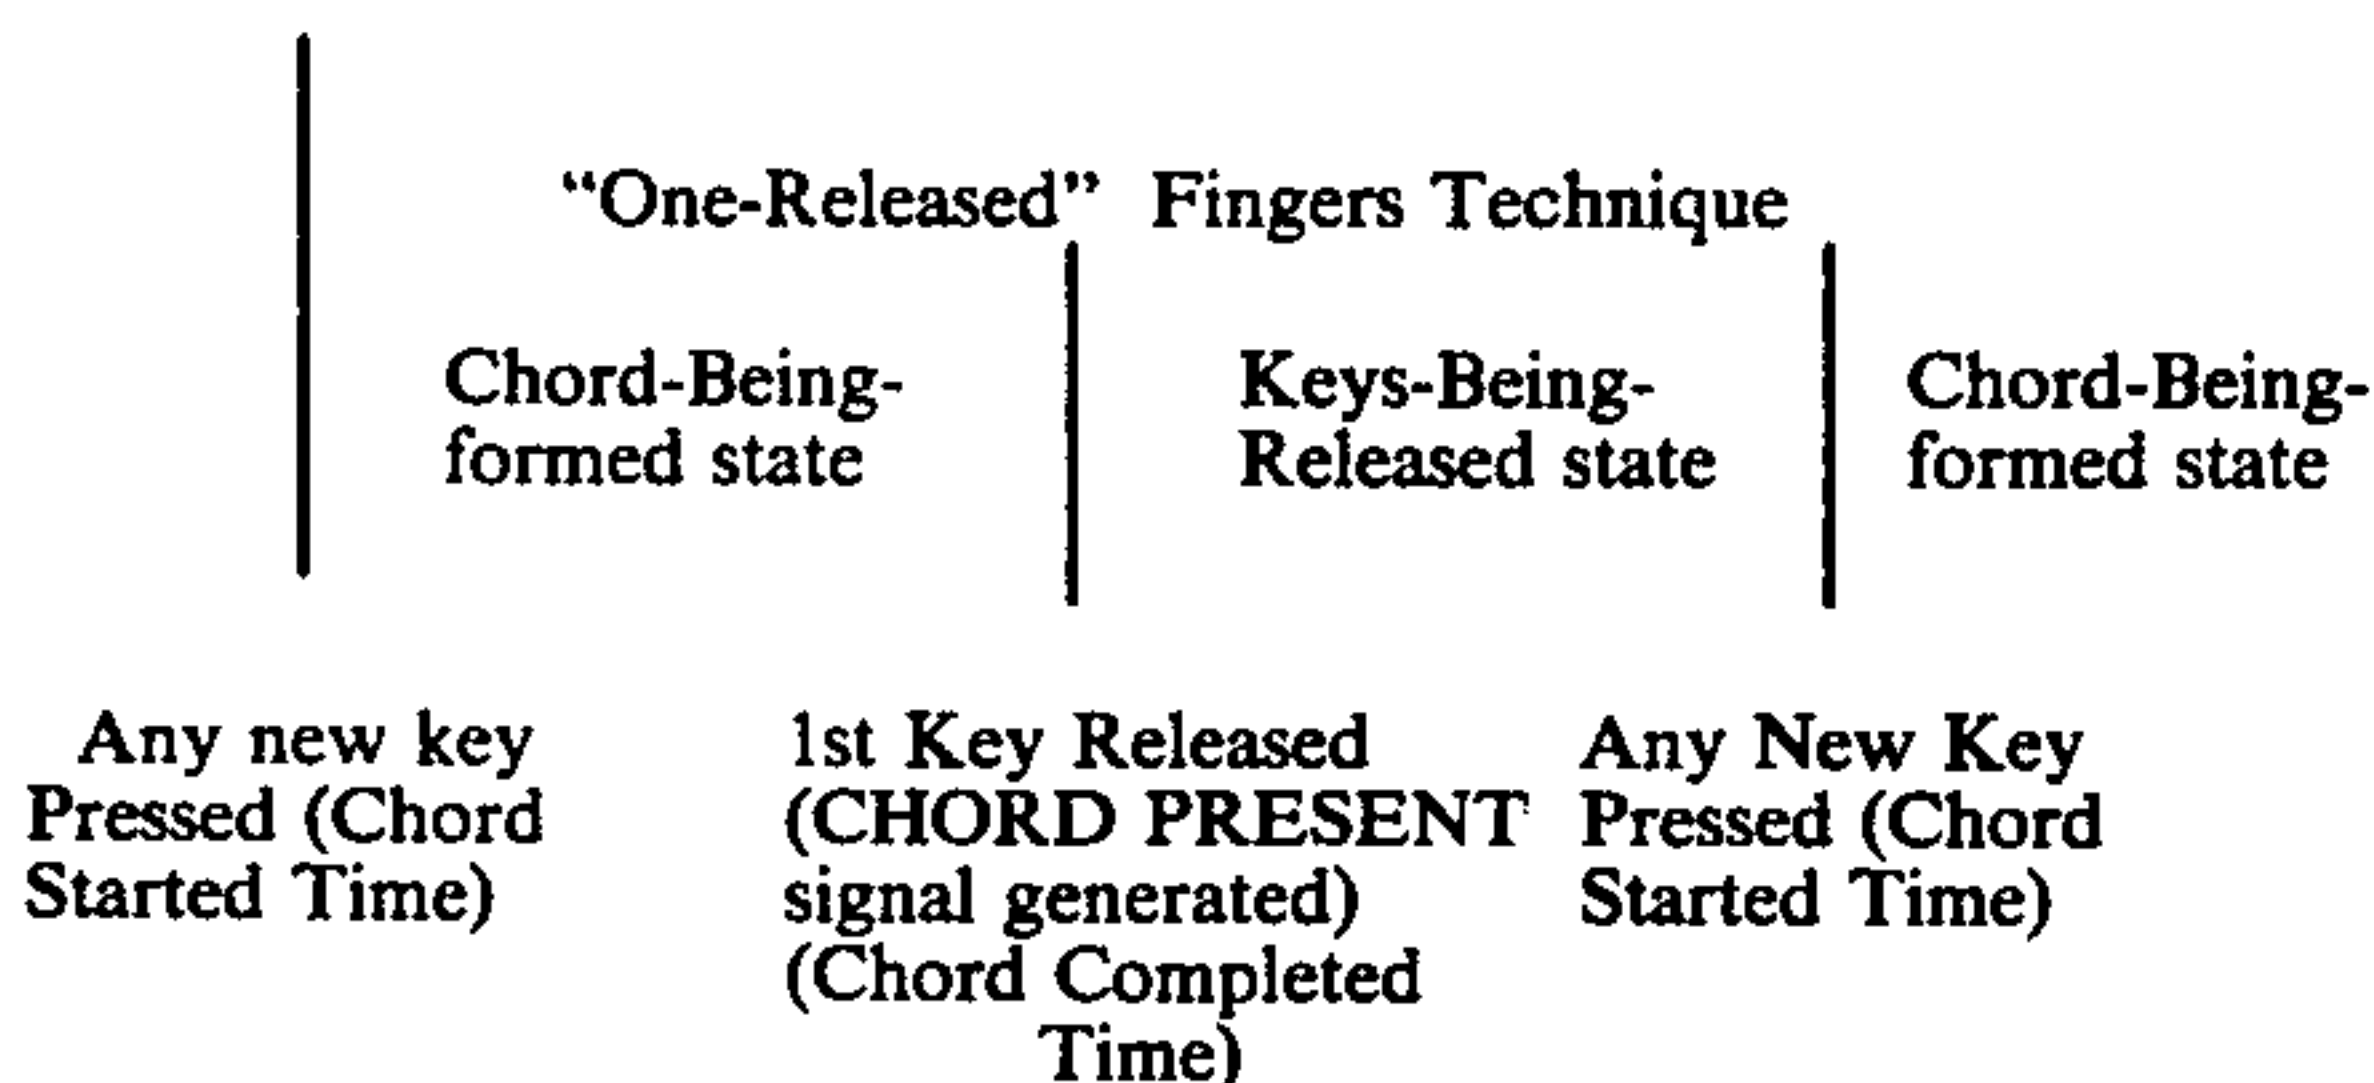 “One-Released” Fingers Technique
Chord-Being-
formed state
Keys-Being-
Released state
Chord-Being-
formed state
Any new key
Pressed (Chord
Started Time)
1st Key Released
(CHORD PRESENT
signal generated)
(Chord Completed
Time)
Any New Key
Pressed (Chord
Started Time)